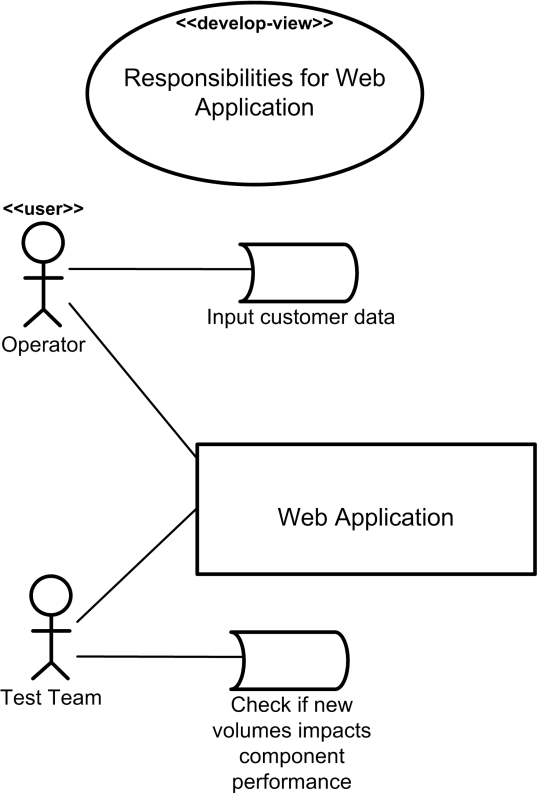 <<develop-view>>
Responsibilities for Web
Application
<<user>>
Operator
Input customer data
Web Application
Test Team
Check if new
volumes impacts
component
performance